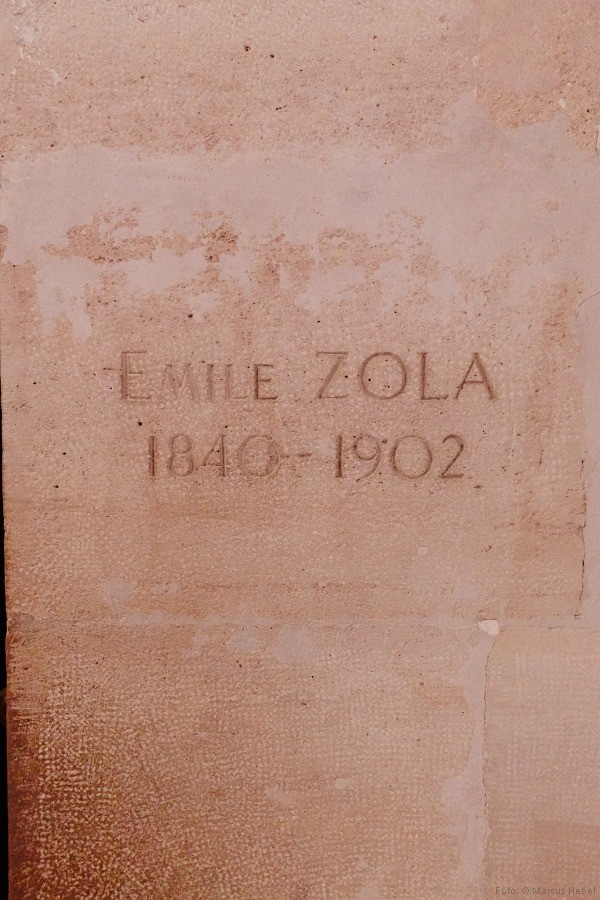 EMILE ZOLA
1840-1902
Foto: © Marcus Hebel